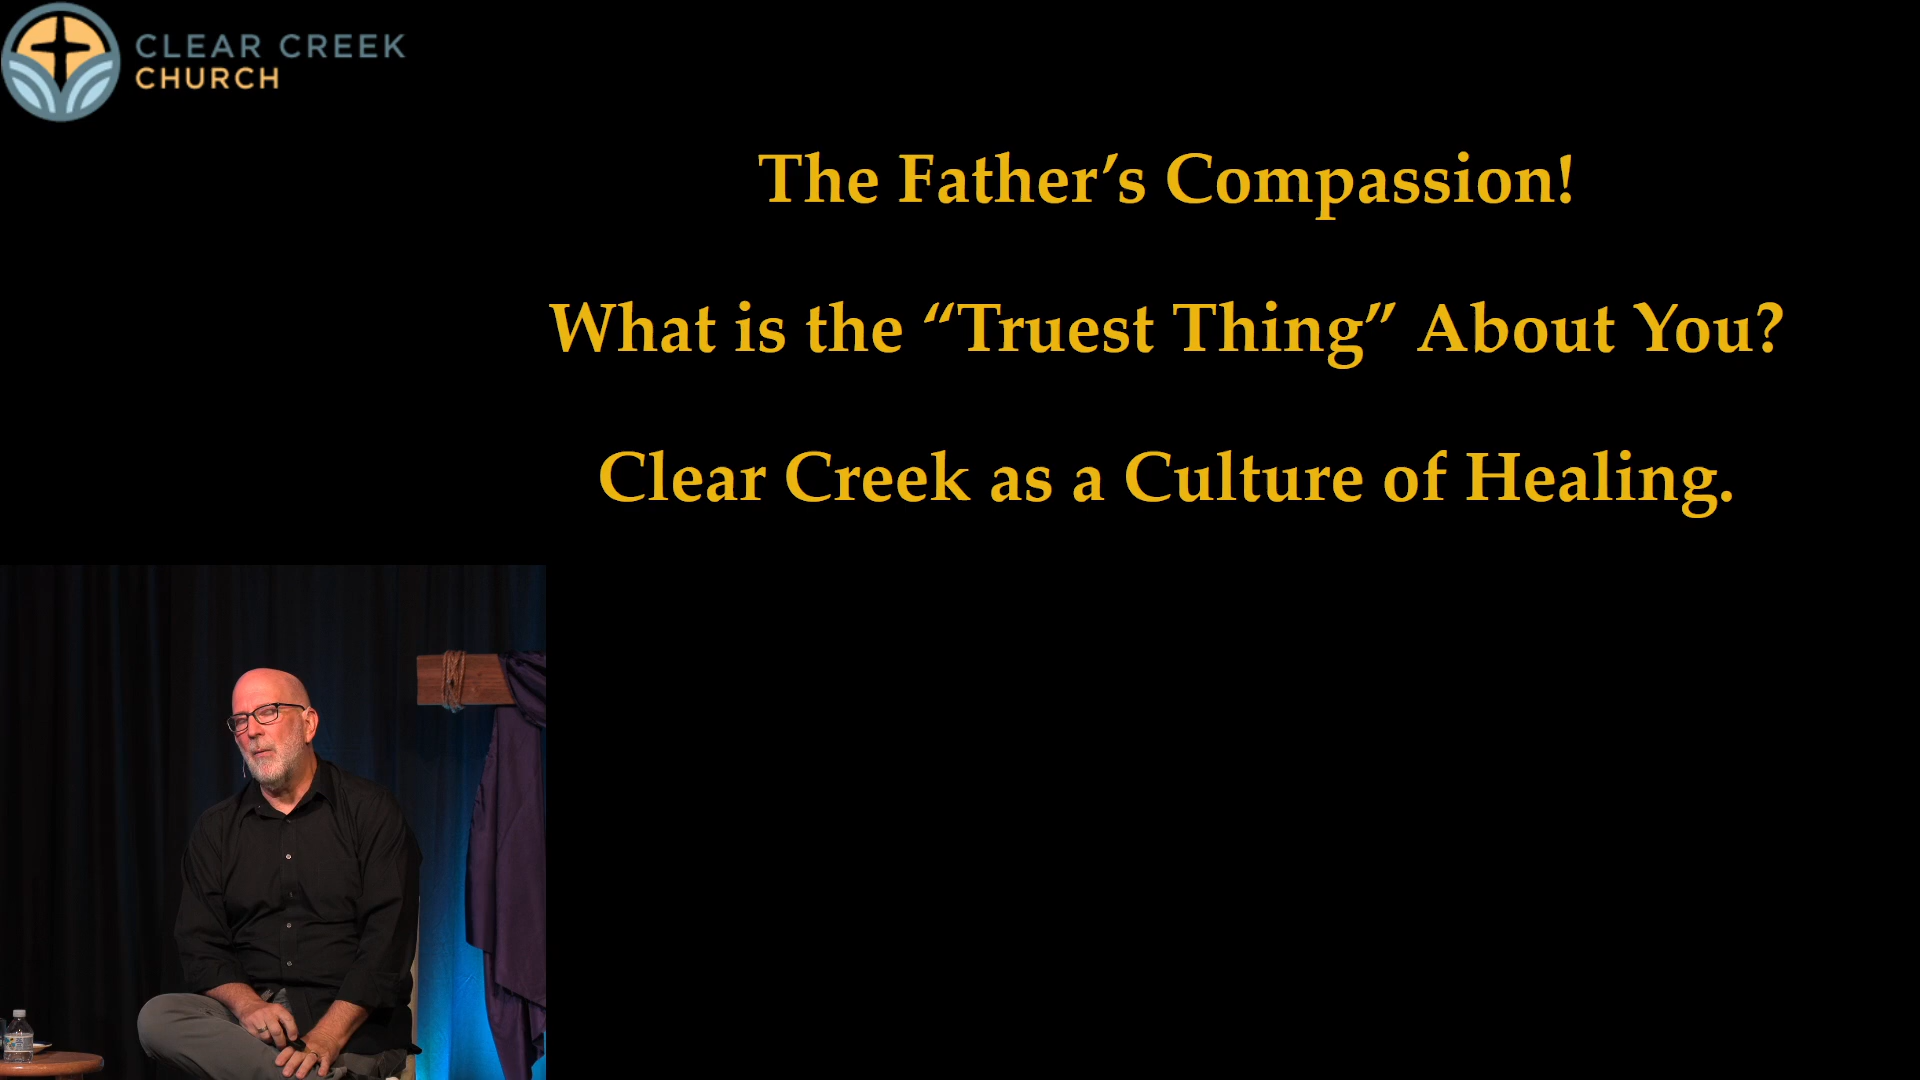 CLEAR CREEK
CHURCH
The Father’s Compassion!
What is the “Truest Thing” About You?
Clear Creek as a Culture of Healing.